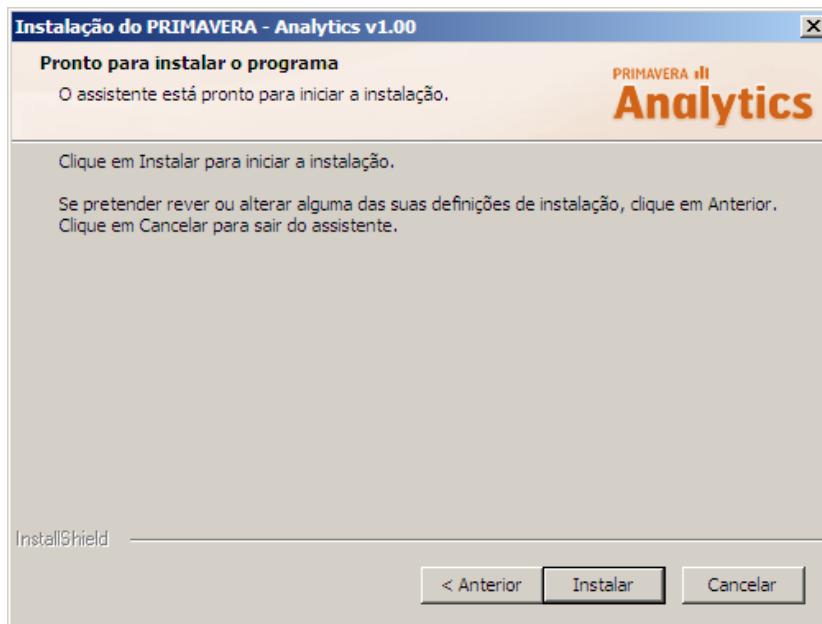 Instalação do PRIMAVERA - Analytics v1.00
Pronto para instalar o programa
O assistente está pronto para iniciar a instalação.
PRIMAVERA
Analytics
Clique em Instalar para iniciar a instalação.
Se pretender rever ou alterar alguma das suas definições de instalação, clique em Anterior.
Clique em Cancelar para sair do assistente.
InstallShield
< Anterior
Instalar
Cancelar